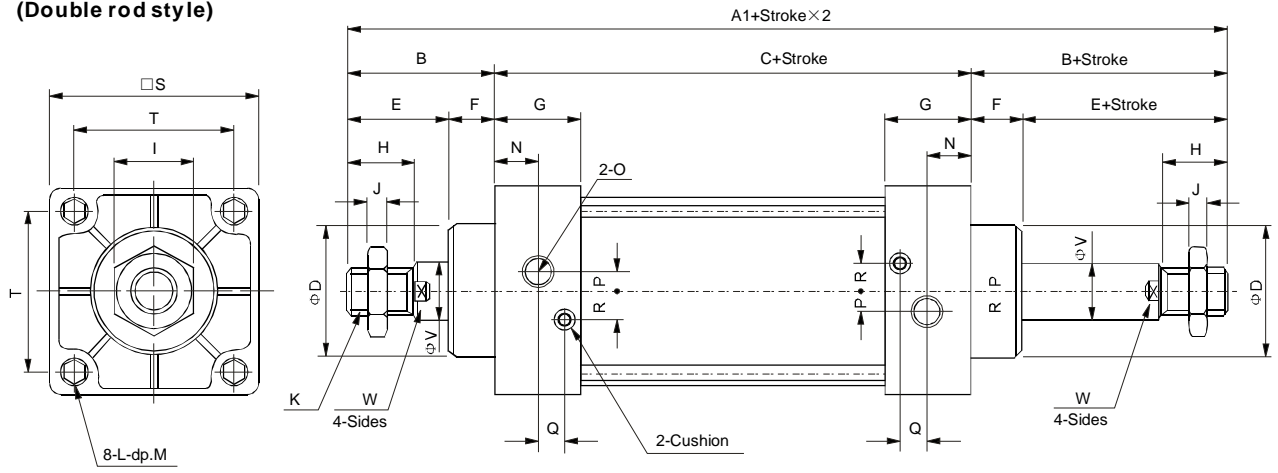 (Double rod style)
A1+Stroke×2
B
C+Stroke
B+Stroke
□S
E
F
G
G
F
E+Stroke
T
N
N
I
H
H
2-O
J
J
T
ΦD
ΦV
P
R
R
P
P
R
ΦV
ΦD
K
W
4-Sides
W
4-Sides
Q
2-Cushion
Q
8-L-dp.M